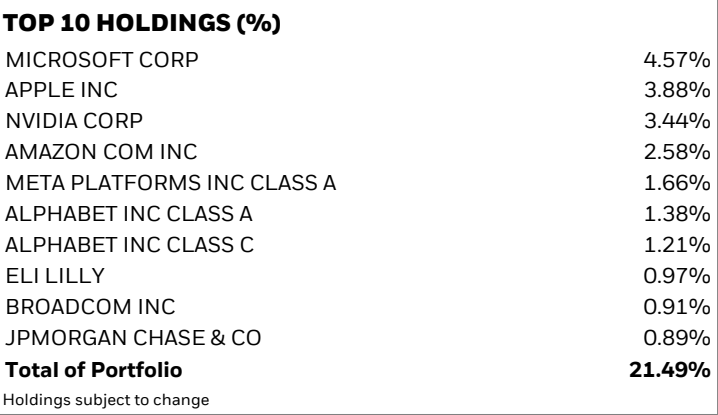 TOP 10 HOLDINGS (%)
MICROSOFT CORP 4.57%
APPLE INC 3.88%
NVIDIA CORP 3.44%
AMAZON COM INC 2.58%
META PLATFORMS INC CLASS A 1.66%
ALPHABET INC CLASS A 1.38%
ALPHABET INC CLASS C 1.21%
ELI LILLY 0.97%
BROADCOM INC 0.91%
JPMORGAN CHASE & CO 0.89%
Total of Portfolio 21.49%
Holdings subject to change